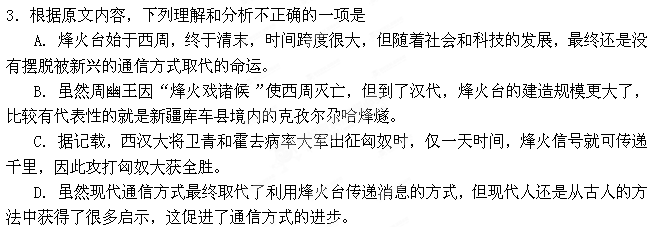 3．根据原文内容，下列理解和分析不正确的一项是
A．烽火台始于西周，终于清末，时间跨度很大，但随着社会和科技的发展，最终还是没
有摆脱被新兴的通信方式取代的命运。
B．虽然周幽王因“烽火戏诸候”使西周灭亡，但到了汉代，烽火台的建造规模更大了，
比较有代表性的就是新疆库车县境内的克孜尔尕哈烽燧。
C．据记载，西汉大将卫青和霍去病率大军出征匈奴时，仅一天时间，烽火信号就可传递
千里，因此攻打匈奴大获全胜。
D．虽然现代通信方式最终取代了利用烽火台传递消息的方式，但现代人还是从古人的方
法中获得了很多启示，这促进了通信方式的进步。